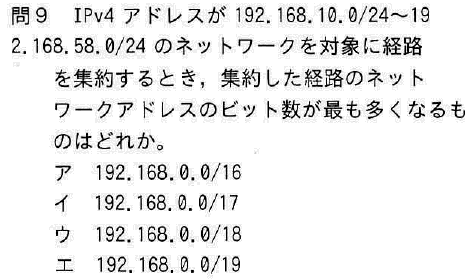 問９　IPv4 アドレスが 192.168.10.0/24～19
2.168.58.0/24 のネットワークを対象に経路
を集約するとき，集約した経路のネット
ワークアドレスのビット数が最も多くなるも
のはどれか。
ア　192.168.0.0/16
イ　192.168.0.0/17
ウ　192.168.0.0/18
エ　192.168.0.0/19